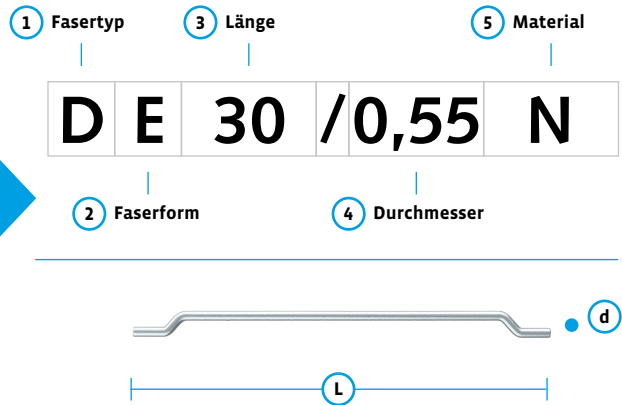 1 Fasertyp 3 Länge 5 Material
D E 30 / 0,55 N
2 Faserform 4 Durchmesser
d
L